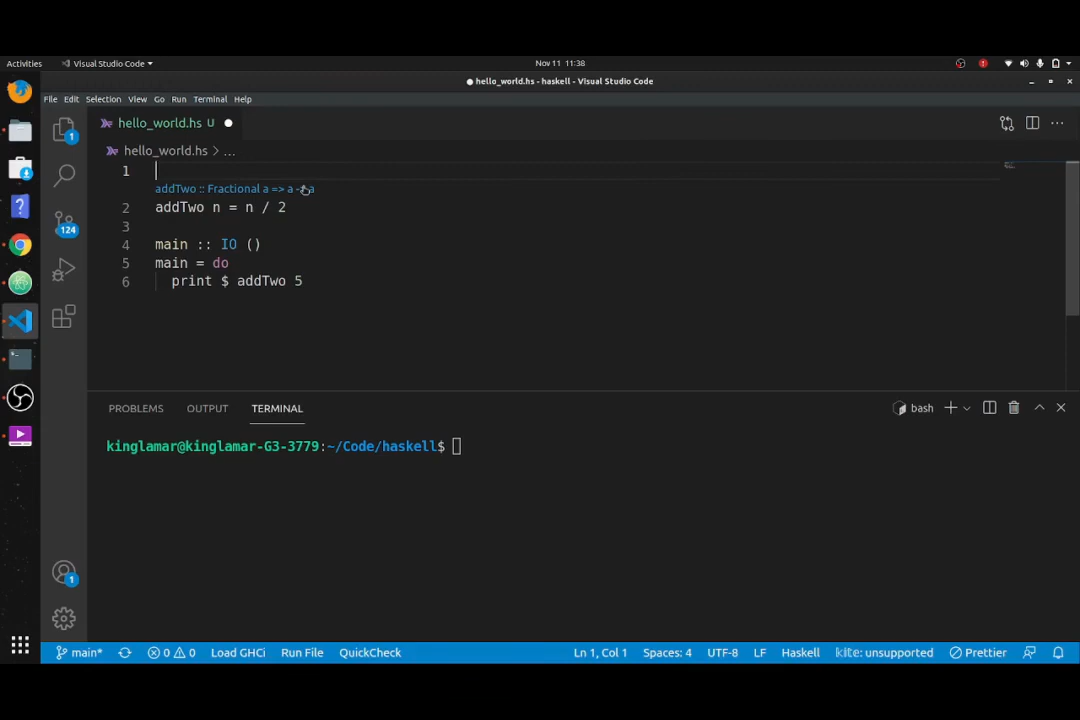 Activities Visual Studio Code Nov 11 11:38
hello_world.hs - haskell - Visual Studio Code
File Edit Selection View Go Run Terminal Help
hello_world.hs U
1
hello_world.hs > ...
1
addTwo :: Fractional a => a -> a
2 addTwo n = n / 2
124
3
4 main :: IO ()
5 main = do
6 print $ addTwo 5
PROBLEMS OUTPUT TERMINAL bash
kinglamar@kinglamar-G3-3779:~/Code/haskell$
1
main* 0 0 Load GHCi Run File QuickCheck Ln 1, Col 1 Spaces: 4 UTF-8 LF Haskell kite: unsupported Prettier